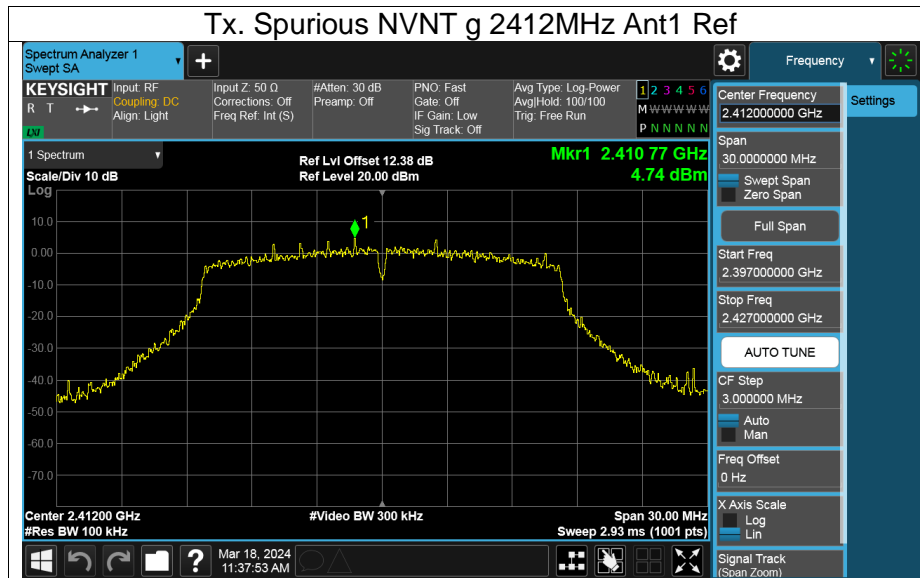 Tx. Spurious NVNT g 2412MHz Ant1 Ref
Spectrum Analyzer 1
Swept SA
+
Frequency
KEYSIGHT
R T
LXI
Input: RF
Coupling: DC
Align: Light
Input Z: 50 Ω
Corrections: Off
Freq Ref: Int (S)
#Atten: 30 dB
Preamp: Off
PNO: Fast
Gate: Off
IF Gain: Low
Sig Track: Off
Avg Type: Log-Power
Avg|Hold: 100/100
Trig: Free Run
1 2 3 4 5 6
M W W W W W
P N N N N N
1 Spectrum
Scale/Div 10 dB
Log
Ref Lvl Offset 12.38 dB
Ref Level 20.00 dBm
Mkr1 2.410 77 GHz
4.74 dBm
1
10.0
0.00
-10.0
-20.0
-30.0
-40.0
-50.0
-60.0
-70.0
Center 2.41200 GHz
#Video BW 300 kHz
Span 30.00 MHz
#Res BW 100 kHz
Sweep 2.93 ms (1001 pts)
Center Frequency
2.412000000 GHz
Settings
Span
30.0000000 MHz
Swept Span
Zero Span
Full Span
Start Freq
2.397000000 GHz
Stop Freq
2.427000000 GHz
AUTO TUNE
CF Step
3.000000 MHz
Auto
Man
Freq Offset
0 Hz
X Axis Scale
Log
Lin
Signal Track
(Span Zoom)
?
Mar 18, 2024
11:37:53 AM